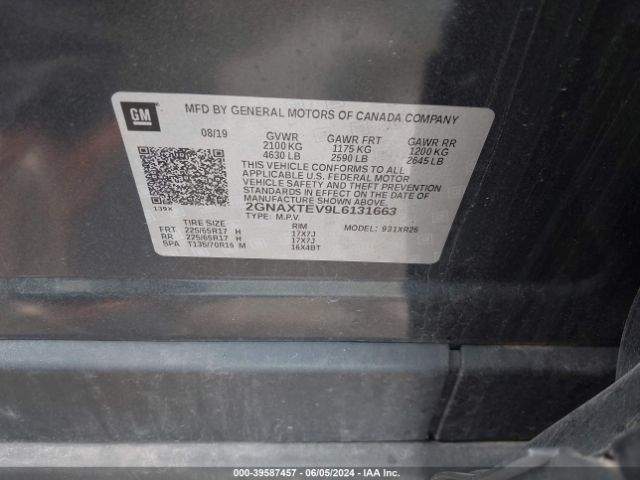 GM
MFD BY GENERAL MOTORS OF CANADA COMPANY
08/19 GVWR GAWR FRT GAWR RR
2100 KG 1175 KG 1200 KG
4630 LB 2590 LB 2645 LB
THIS VEHICLE CONFORMS TO ALL
APPLICABLE U.S. FEDERAL MOTOR
VEHICLE SAFETY AND THEFT PREVENTION
STANDARDS IN EFFECT ON THE DATE OF
MANUFACTURE SHOWN ABOVE.
139X 2GNAXTEV9L6131663
TYPE: M.P.V. MODEL: 931XR26
TIRE SIZE RIM
FRT 225/65R17 H 17X7J
RR 225/65R17 H 17X7J
SPA T135/70R16 M 16X4BT
000-39587457 - 06/05/2024 - IAA Inc.